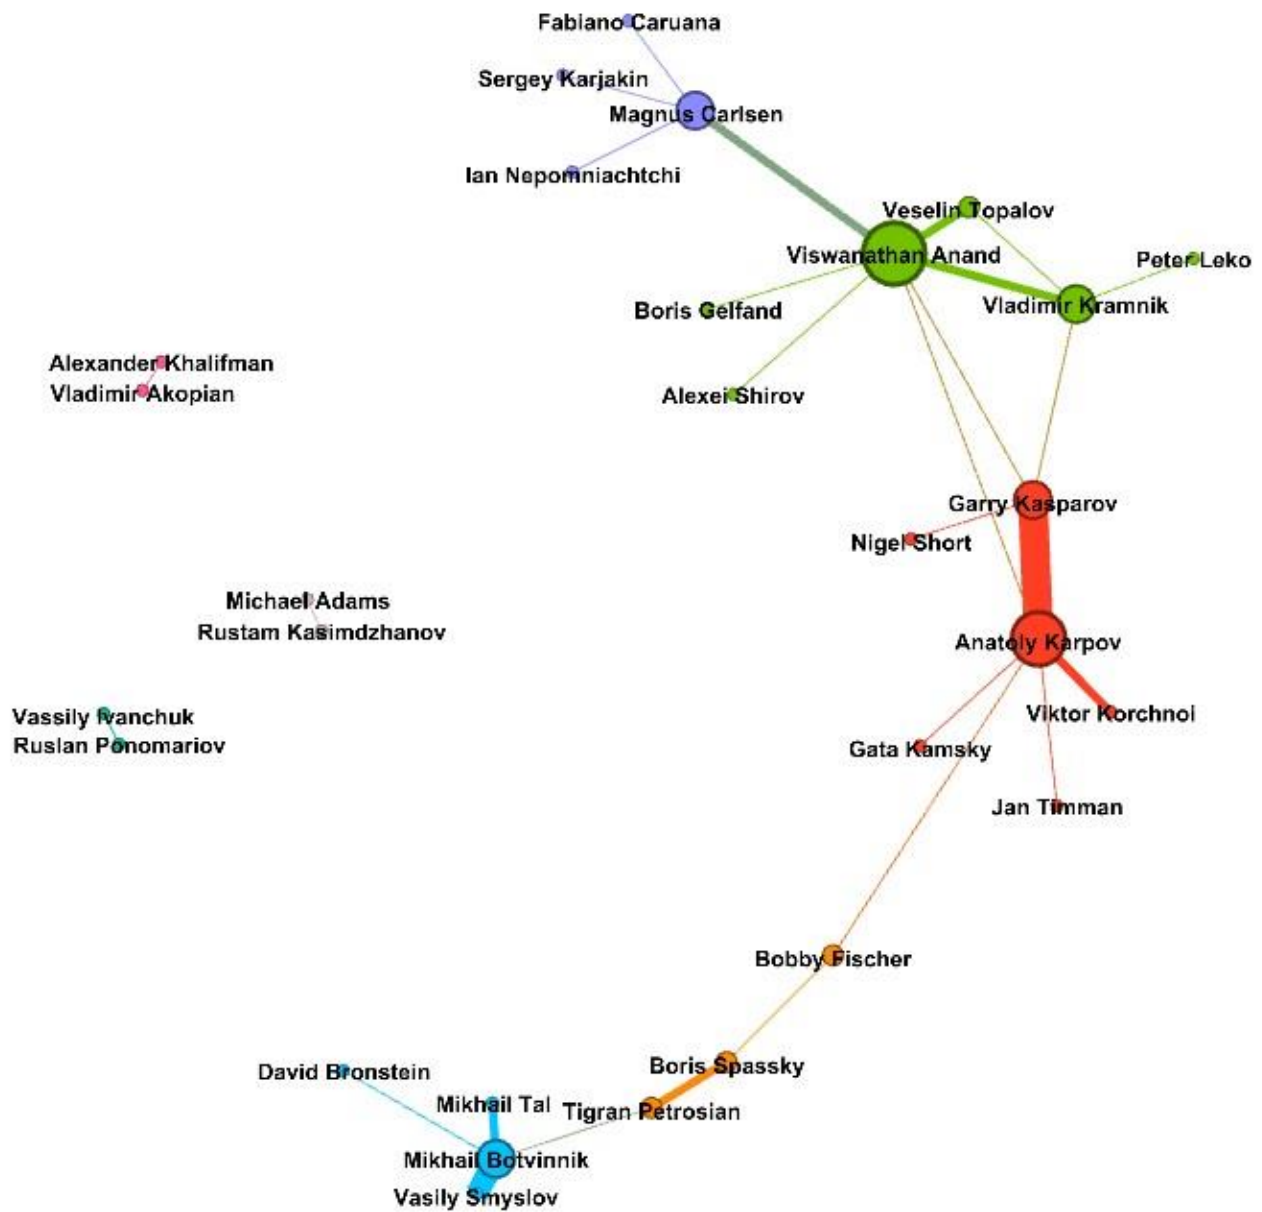 Fabiano Caruana
Sergey Karjakin
Magnus Carlsen
Ian Nepomniachtchi
Veselin Topalov
Viswanathan Anand
Peter Leko
Boris Gelfand
Vladimir Kramnik
Alexander Khalifman
Vladimir Akopian
Alexei Shirov
Garry Kasparov
Nigel Short
Michael Adams
Rustam Kasimdzhanov
Anatoly Karpov
Vassily Ivanchuk
Viktor Korchnoi
Ruslan Ponomariov
Gata Kamsky
Jan Timman
Bobby Fischer
Boris Spassky
David Bronstein
Mikhail Tal
Tigran Petrosian
Mikhail Botvinnik
Vasily Smyslov